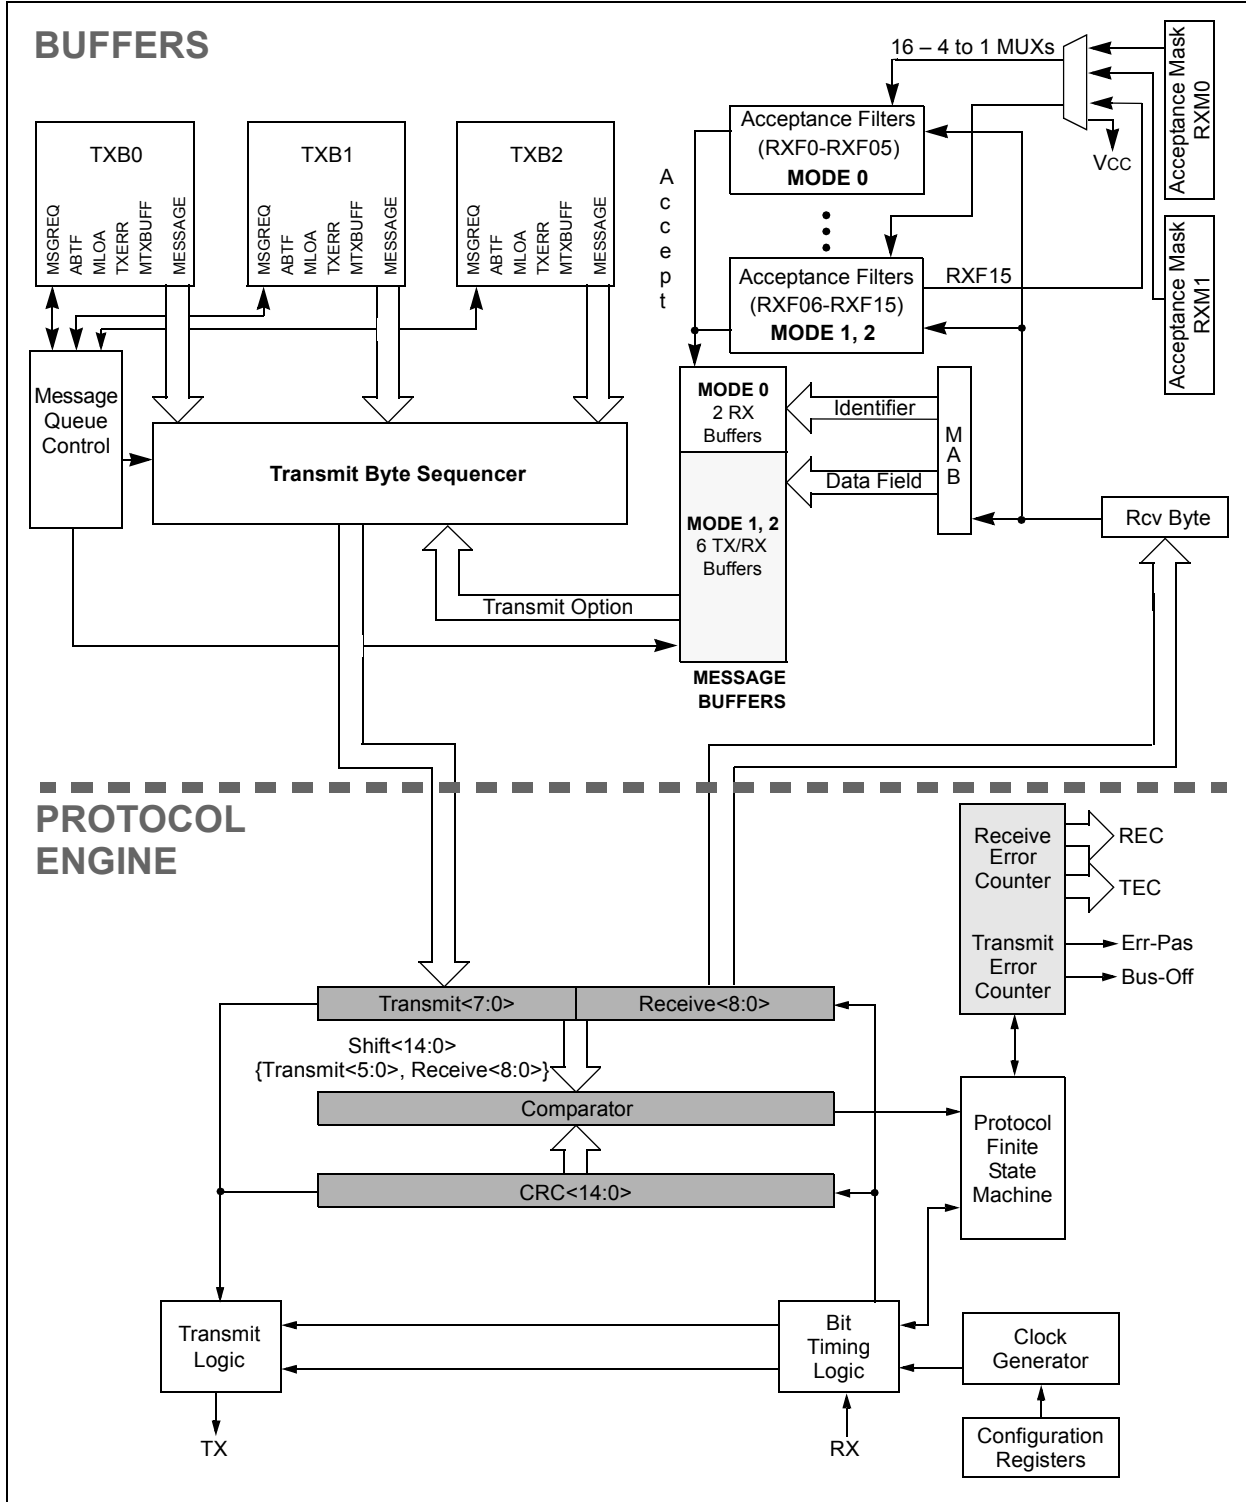 BUFFERS
16 – 4 to 1 MUXs
Acceptance Mask
RXM0
VCC
Acceptance Mask
RXM1
TXB0
MSGREQ
ABTF
MLOA
TXERR
MTXBUFF
MESSAGE
TXB1
MSGREQ
ABTF
MLOA
TXERR
MTXBUFF
MESSAGE
TXB2
MSGREQ
ABTF
MLOA
TXERR
MTXBUFF
MESSAGE
Accept
Acceptance Filters
(RXF0-RXF05)
MODE 0
Acceptance Filters
(RXF06-RXF15)
MODE 1, 2
RXF15
Message
Queue
Control
Transmit Byte Sequencer
MODE 0
2 RX
Buffers
Identifier
Data Field
MAB
Rcv Byte
MODE 1, 2
6 TX/RX
Buffers
Transmit Option
MESSAGE
BUFFERS
PROTOCOL
ENGINE
Receive
Error
Counter
REC
TEC
Transmit
Error
Counter
Err-Pas
Bus-Off
Transmit<7:0>
Receive<8:0>
Shift<14:0>
{Transmit<5:0>, Receive<8:0>}
Comparator
CRC<14:0>
Protocol
Finite
State
Machine
Transmit
Logic
Bit
Timing
Logic
Clock
Generator
TX
RX
Configuration
Registers